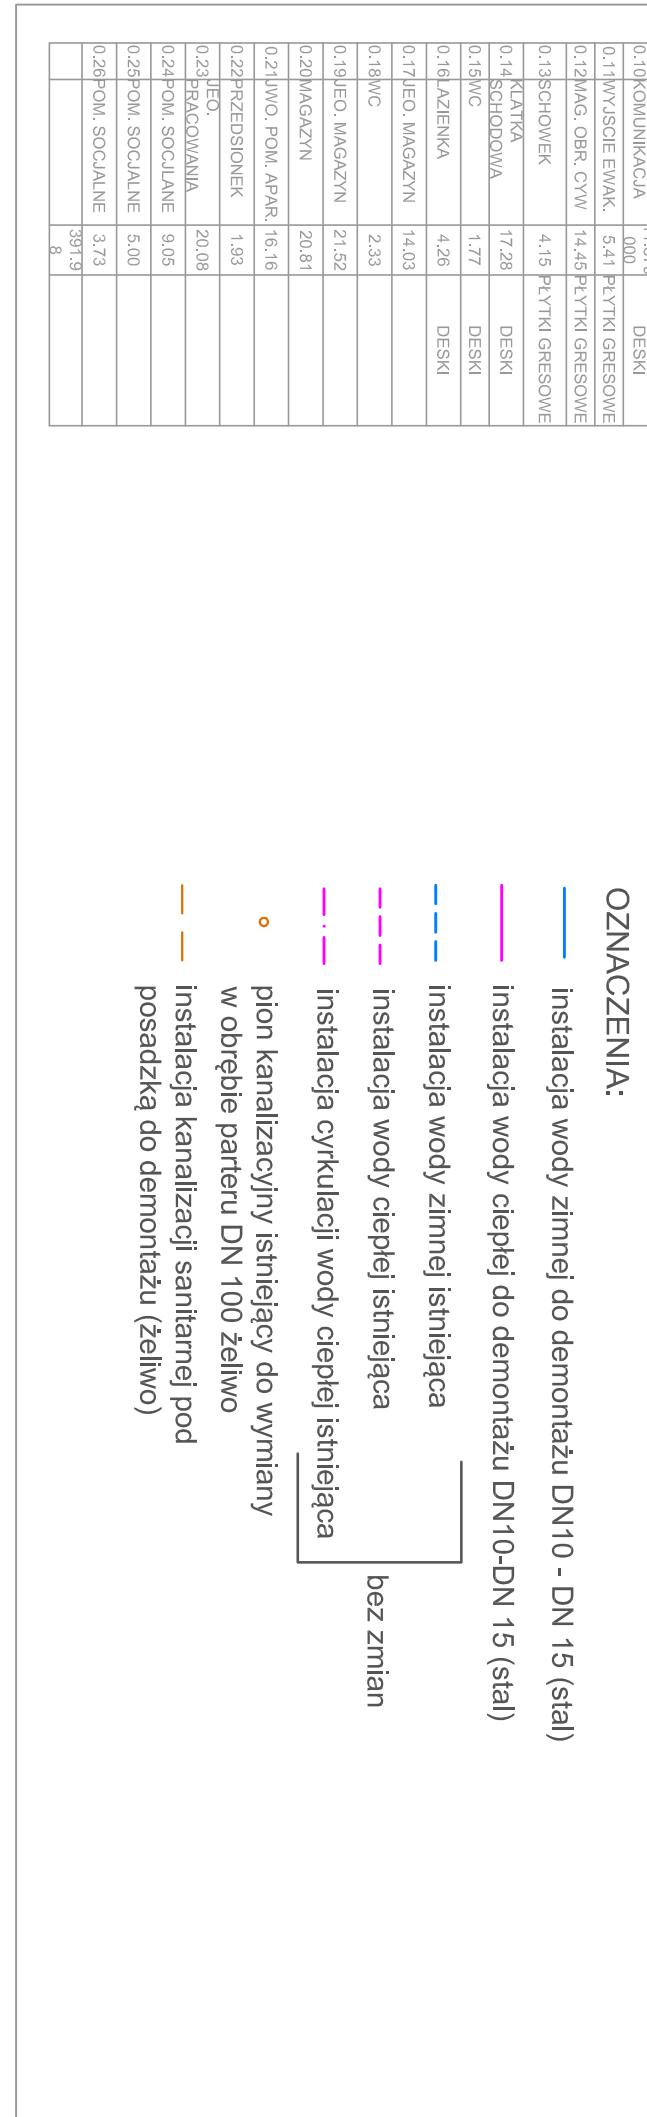 0.10 KOMUNIKACJA 000 DESKI
0.11 WYJSCIE EWAK. 5.41 PŁYTKI GRESOWE
0.12 MAG. OBR. CYW 14.45 PŁYTKI GRESOWE
0.13 SCHOWEK 4.15 PŁYTKI GRESOWE
0.14 KLATKA SCHODOWA 17.28 DESKI
0.15 WC 1.77 DESKI
0.16 LAZIENKA 4.26 DESKI
0.17 JEO. MAGAZYN 14.03
0.18 WC 2.33
0.19 JEO. MAGAZYN 21.52
0.20 MAGAZYN 20.81
0.21 JWO. POM. APAR. 16.16
0.22 PRZEDSIONEK 1.93
0.23 JEO. PRACOWANIA 20.08
0.24 POM. SOCJLANE 9.05
0.25 POM. SOCJALNE 5.00
0.26 POM. SOCJALNE 3.73
391.9
8
OZNACZENIA:
instalacja wody zimnej do demontażu DN10 - DN 15 (stal)
instalacja wody ciepłej do demontażu DN10-DN 15 (stal)
instalacja wody zimnej istniejąca
instalacja wody ciepłej istniejąca
instalacja cyrkulacji wody ciepłej istniejąca
bez zmian
pion kanalizacyjny istniejący do wymiany
w obrębie parteru DN 100 żeliwo
instalacja kanalizacji sanitarnej pod
posadzką do demontażu (żeliwo)